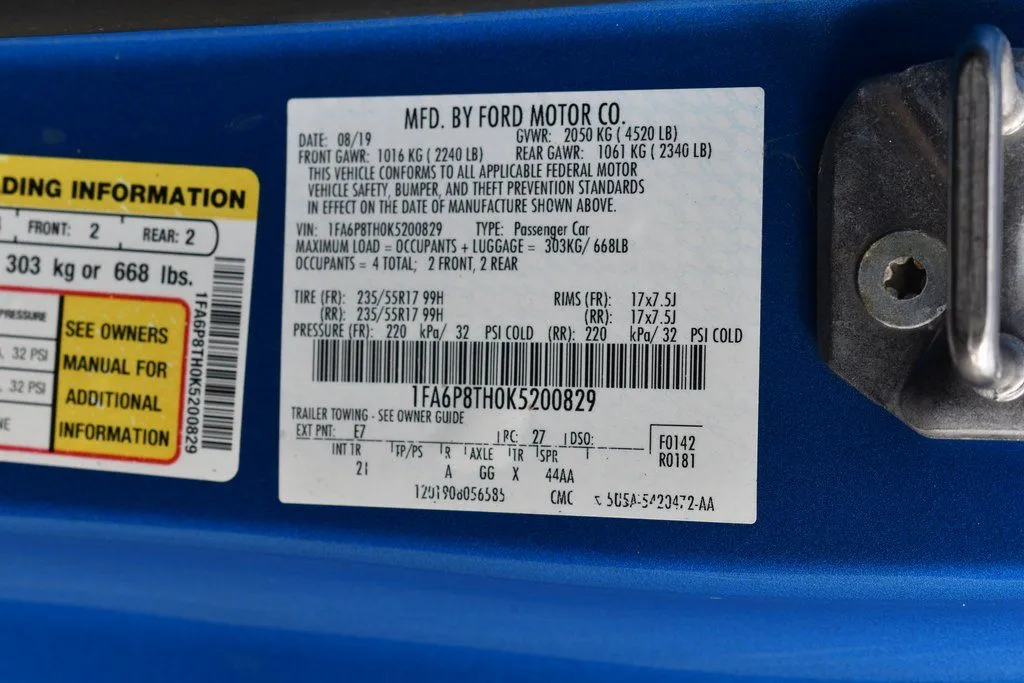 DING INFORMATION
FRONT: 2 REAR: 2
303 kg or 668 lbs.
PRESSURE
32 PSI
32 PSI
SEE OWNERS
MANUAL FOR
ADDITIONAL
INFORMATION
1FA6P8TH0K5200829
MFD. BY FORD MOTOR CO.
DATE: 08/19 GVWR: 2050 KG ( 4520 LB)
FRONT GAWR: 1016 KG ( 2240 LB) REAR GAWR: 1061 KG ( 2340 LB)
THIS VEHICLE CONFORMS TO ALL APPLICABLE FEDERAL MOTOR
VEHICLE SAFETY, BUMPER, AND THEFT PREVENTION STANDARDS
IN EFFECT ON THE DATE OF MANUFACTURE SHOWN ABOVE.
VIN: 1FA6P8TH0K5200829 TYPE: Passenger Car
MAXIMUM LOAD = OCCUPANTS + LUGGAGE = 303KG/ 668LB
OCCUPANTS = 4 TOTAL; 2 FRONT, 2 REAR
TIRE (FR): 235/55R17 99H RIMS (FR): 17x7.5J
(RR): 235/55R17 99H (RR): 17x7.5J
PRESSURE (FR): 220 kPa/ 32 PSI COLD (RR): 220 kPa/ 32 PSI COLD
1FA6P8TH0K5200829
TRAILER TOWING - SEE OWNER GUIDE
EXT PNT: E7 RC: 27 DSO: F0142
R0181
INT TR TP/PS R AXLE TR SPR
21 A GG X 44AA
CMC